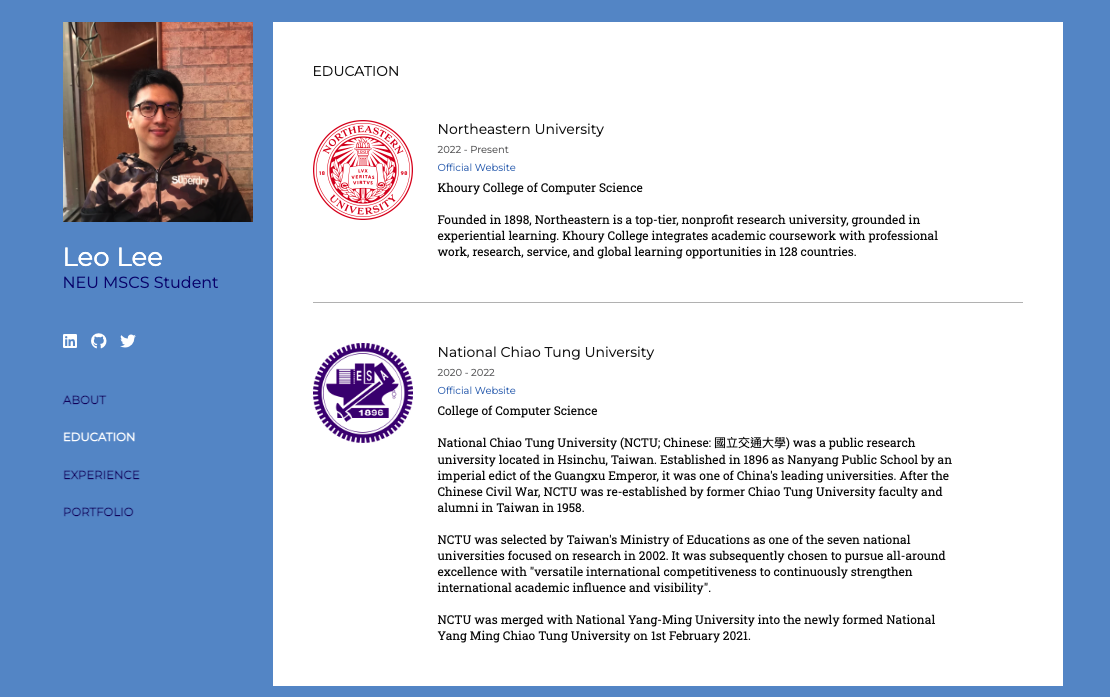 Superdry
Leo Lee
NEU MSCS Student
ABOUT
EDUCATION
EXPERIENCE
PORTFOLIO
EDUCATION
NORTHEASTERN
UNIVERSITY
LVX
VERITAS
VIRTVS
18 98
Northeastern University
2022 - Present
Official Website
Khoury College of Computer Science
Founded in 1898, Northeastern is a top-tier, nonprofit research university, grounded in
experiential learning. Khoury College integrates academic coursework with professional
work, research, service, and global learning opportunities in 128 countries.
ESA
1896
National Chiao Tung University
2020 - 2022
Official Website
College of Computer Science
National Chiao Tung University (NCTU; Chinese: 國立交通大學) was a public research
university located in Hsinchu, Taiwan. Established in 1896 as Nanyang Public School by an
imperial edict of the Guangxu Emperor, it was one of China's leading universities. After the
Chinese Civil War, NCTU was re-established by former Chiao Tung University faculty and
alumni in Taiwan in 1958.
NCTU was selected by Taiwan's Ministry of Educations as one of the seven national
universities focused on research in 2002. It was subsequently chosen to pursue all-around
excellence with "versatile international competitiveness to continuously strengthen
international academic influence and visibility".
NCTU was merged with National Yang-Ming University into the newly formed National
Yang Ming Chiao Tung University on 1st February 2021.